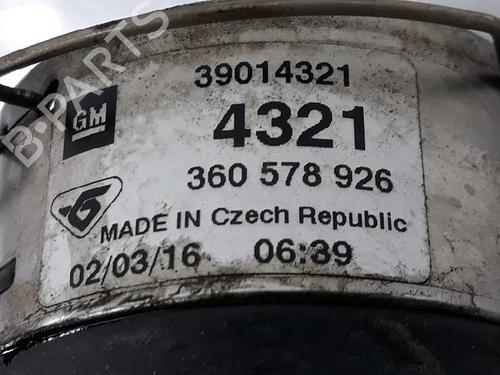 B-PARTS
39014321
GM
4321
360 578 926
MADE IN Czech Republic
02/03/16 06:39